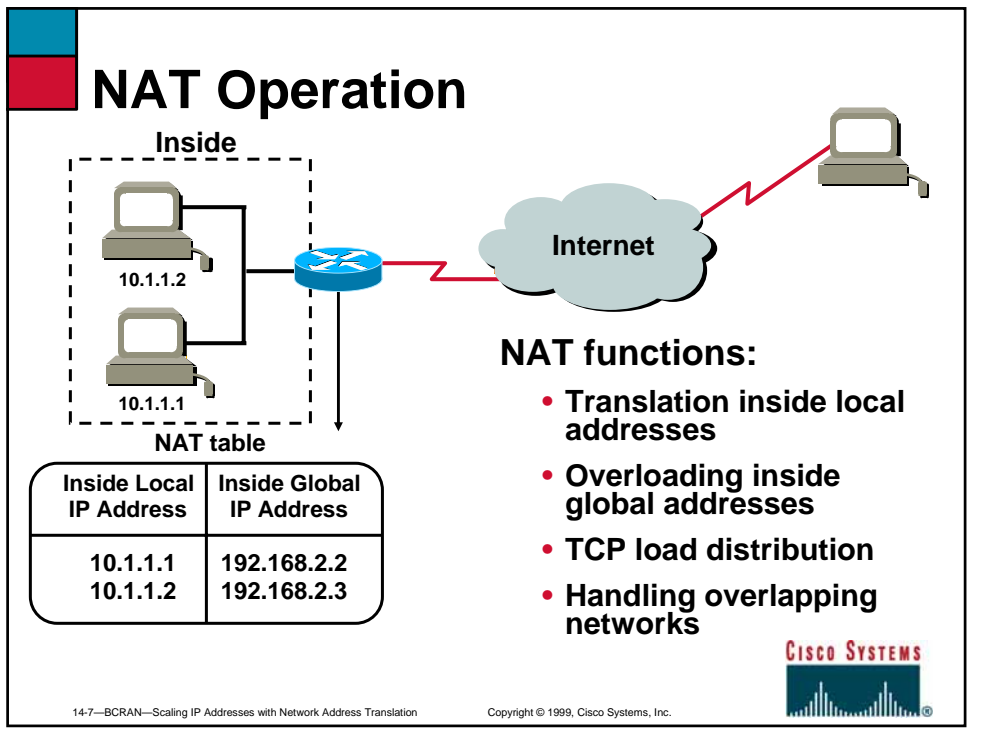 NAT Operation
Inside
10.1.1.2
10.1.1.1
Internet
NAT table
Inside Local
IP Address
Inside Global
IP Address
10.1.1.1 192.168.2.2
10.1.1.2 192.168.2.3
NAT functions:
• Translation inside local
addresses
• Overloading inside
global addresses
• TCP load distribution
• Handling overlapping
networks
CISCO SYSTEMS
®
14-7—BCRAN—Scaling IP Addresses with Network Address Translation
Copyright © 1999, Cisco Systems, Inc.